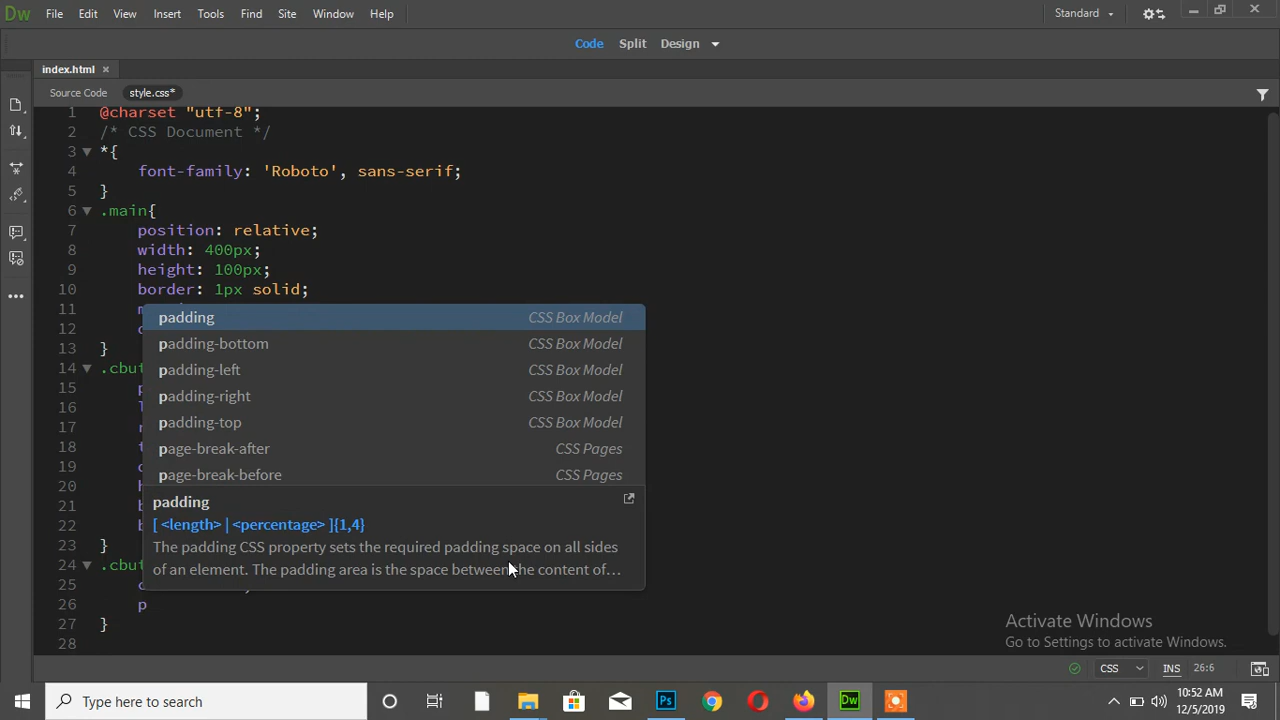 Dw File Edit View Insert Tools Find Site Window Help Standard
Code Split Design
index.html
Source Code style.css*
1 @charset "utf-8";
2 /* CSS Document */
3 *{
4 font-family: 'Roboto', sans-serif;
5 }
6 .main{
7 position: relative;
8 width: 400px;
9 height: 100px;
10 border: 1px solid;
11
padding CSS Box Model
12
padding-bottom CSS Box Model
13 }
14 .cbu
padding-left CSS Box Model
15
padding-right CSS Box Model
16
17
padding-top CSS Box Model
18
page-break-after CSS Pages
19
page-break-before CSS Pages
20
padding
21
[ <length> | <percentage> ]{1,4}
22
23 }
The padding CSS property sets the required padding space on all sides
24 .cbu
of an element. The padding area is the space between the content of…
25
26 p
27 }
28
Activate Windows
Go to Settings to activate Windows.
CSS INS 26:6
Type here to search
Ps Dw
10:52 AM
12/5/2019